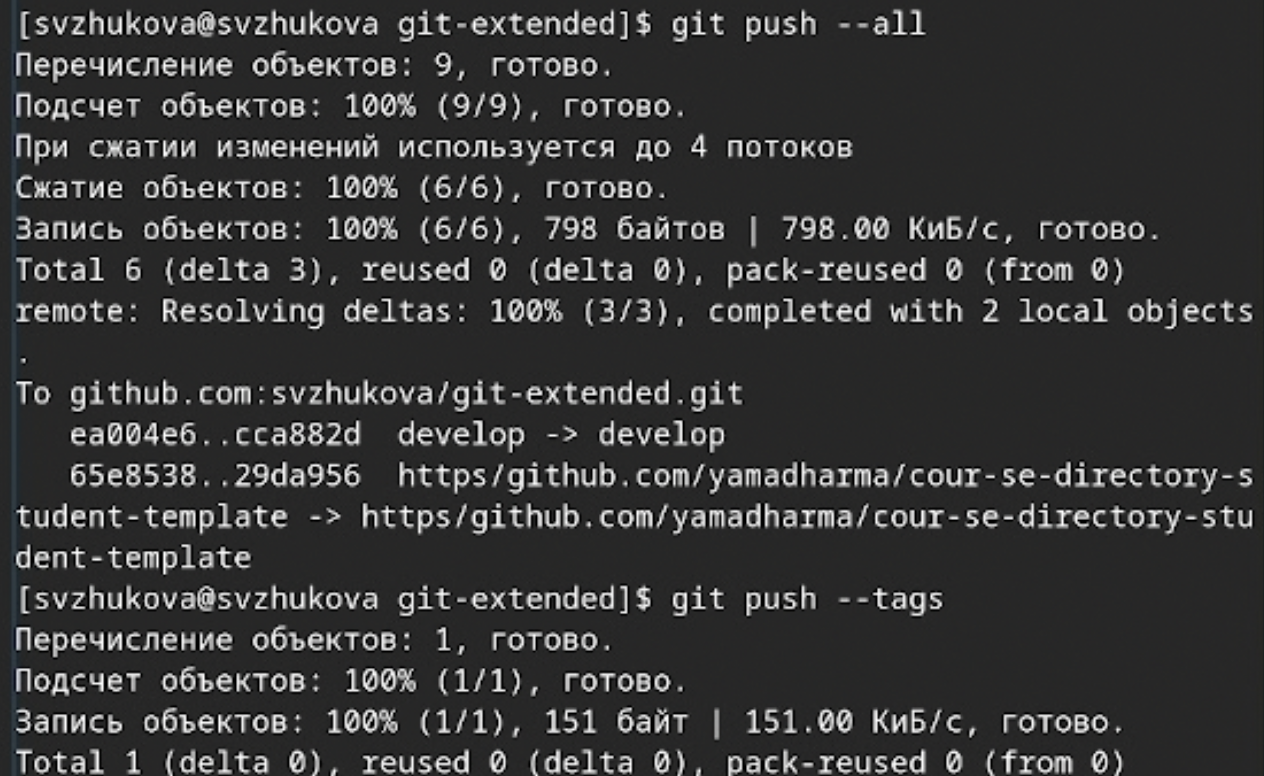 [svzhukova@svzhukova git-extended]$ git push --all
Перечисление объектов: 9, готово.
Подсчет объектов: 100% (9/9), готово.
При сжатии изменений используется до 4 потоков
Сжатие объектов: 100% (6/6), готово.
Запись объектов: 100% (6/6), 798 байтов | 798.00 КиБ/с, готово.
Total 6 (delta 3), reused 0 (delta 0), pack-reused 0 (from 0)
remote: Resolving deltas: 100% (3/3), completed with 2 local objects
.
To github.com:svzhukova/git-extended.git
   ea004e6..cca882d  develop -> develop
   65e8538..29da956  https/github.com/yamadharma/cour-se-directory-s
tudent-template -> https/github.com/yamadharma/cour-se-directory-stu
dent-template
[svzhukova@svzhukova git-extended]$ git push --tags
Перечисление объектов: 1, готово.
Подсчет объектов: 100% (1/1), готово.
Запись объектов: 100% (1/1), 151 байт | 151.00 КиБ/с, готово.
Total 1 (delta 0), reused 0 (delta 0), pack-reused 0 (from 0)